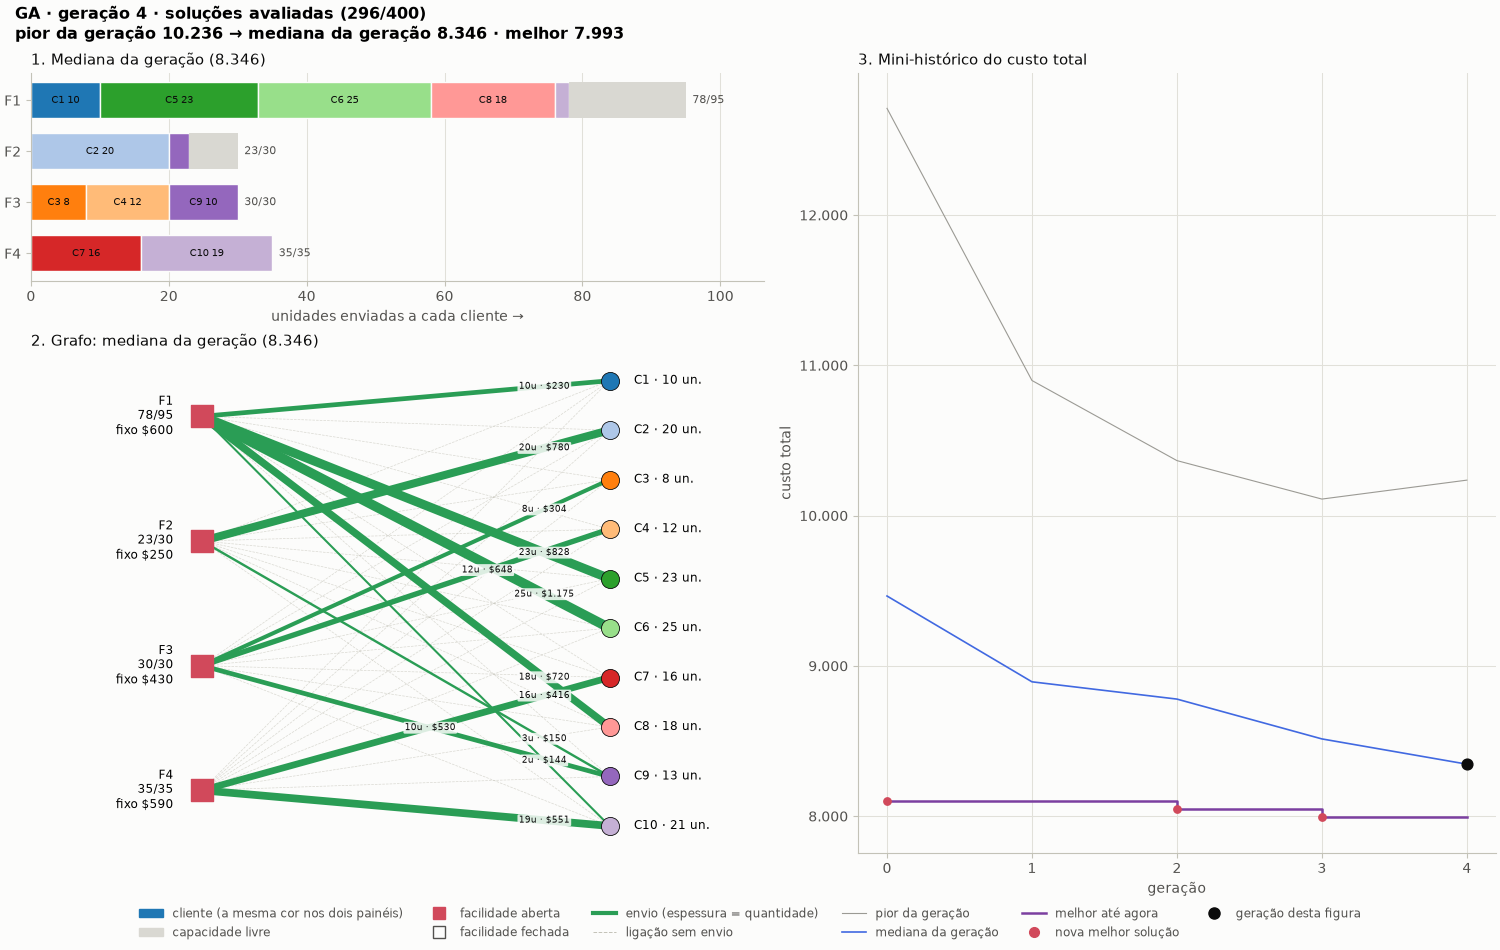 GA · geração 4 · soluções avaliadas (296/400)
pior da geração 10.236 → mediana da geração 8.346 · melhor 7.993
1. Mediana da geração (8.346)
F1
C1 10
C5 23
C6 25
C8 18
78/95
F2
C2 20
23/30
F3
C3 8
C4 12
C9 10
30/30
F4
C7 16
C10 19
35/35
0 20 40 60 80 100
unidades enviadas a cada cliente →
2. Grafo: mediana da geração (8.346)
F1
78/95
fixo $600
F2
23/30
fixo $250
F3
30/30
fixo $430
F4
35/35
fixo $590
10u · $230
20u · $780
8u · $304
23u · $828
12u · $648
25u · $1.175
18u · $720
16u · $416
10u · $530
3u · $150
2u · $144
19u · $551
C1 · 10 un.
C2 · 20 un.
C3 · 8 un.
C4 · 12 un.
C5 · 23 un.
C6 · 25 un.
C7 · 16 un.
C8 · 18 un.
C9 · 13 un.
C10 · 21 un.
3. Mini-histórico do custo total
custo total
12.000
11.000
10.000
9.000
8.000
0 1 2 3 4
geração
cliente (a mesma cor nos dois painéis)
capacidade livre
facilidade aberta
facilidade fechada
envio (espessura = quantidade)
ligação sem envio
pior da geração
mediana da geração
melhor até agora
nova melhor solução
geração desta figura